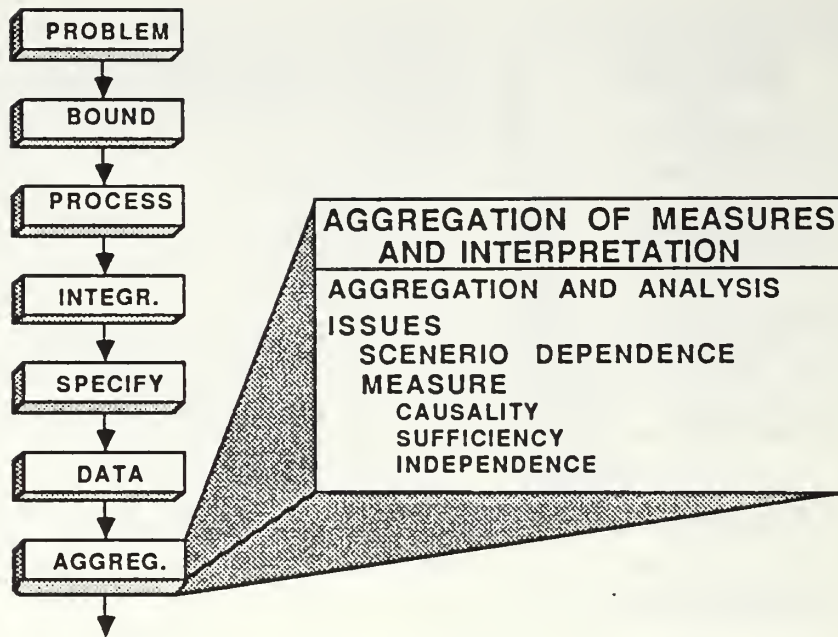 PROBLEM
BOUND
PROCESS
INTEGR.
SPECIFY
DATA
AGGREG.
AGGREGATION OF MEASURES
AND INTERPRETATION
AGGREGATION AND ANALYSIS
ISSUES
SCENERIO DEPENDENCE
MEASURE
CAUSALITY
SUFFICIENCY
INDEPENDENCE